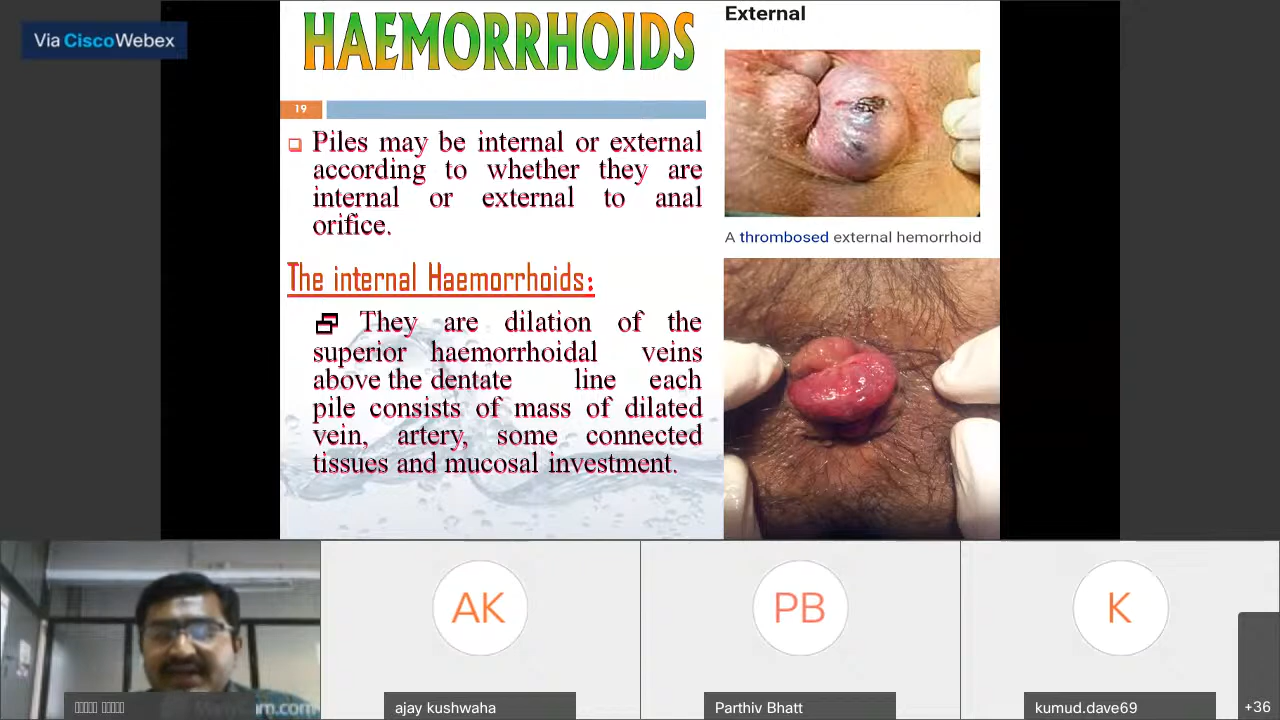 Via CiscoWebex
HAEMORRHOIDS
19
Piles may be internal or external
according to whether they are
internal or external to anal
orifice.
The internal Haemorrhoids:
They are dilation of the
superior haemorrhoidal veins
above the dentate line each
pile consists of mass of dilated
vein, artery, some connected
tissues and mucosal investment.
External
A thrombosed external hemorrhoid
AK
PB
K
ajay kushwaha
Parthiv Bhatt
kumud.dave69
+36